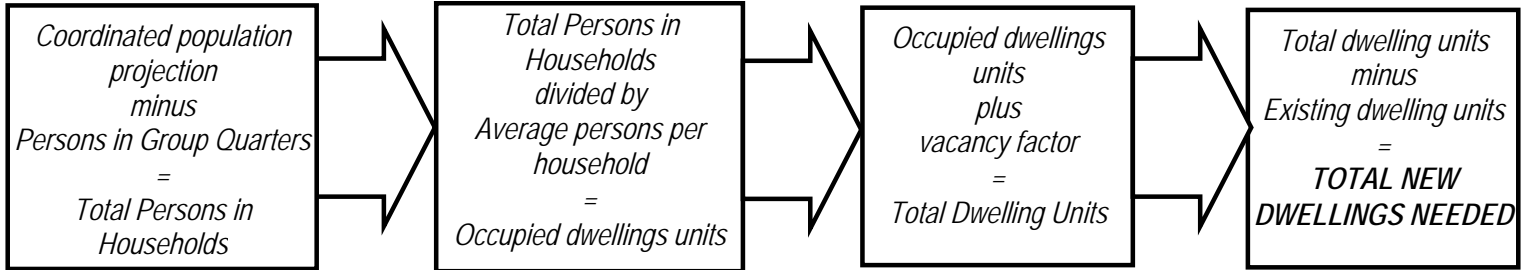 Coordinated population
projection
minus
Persons in Group Quarters
=
Total Persons in
Households
Total Persons in
Households
divided by
Average persons per
household
=
Occupied dwellings units
Occupied dwellings
units
plus
vacancy factor
=
Total Dwelling Units
Total dwelling units
minus
Existing dwelling units
=
TOTAL NEW
DWELLINGS NEEDED